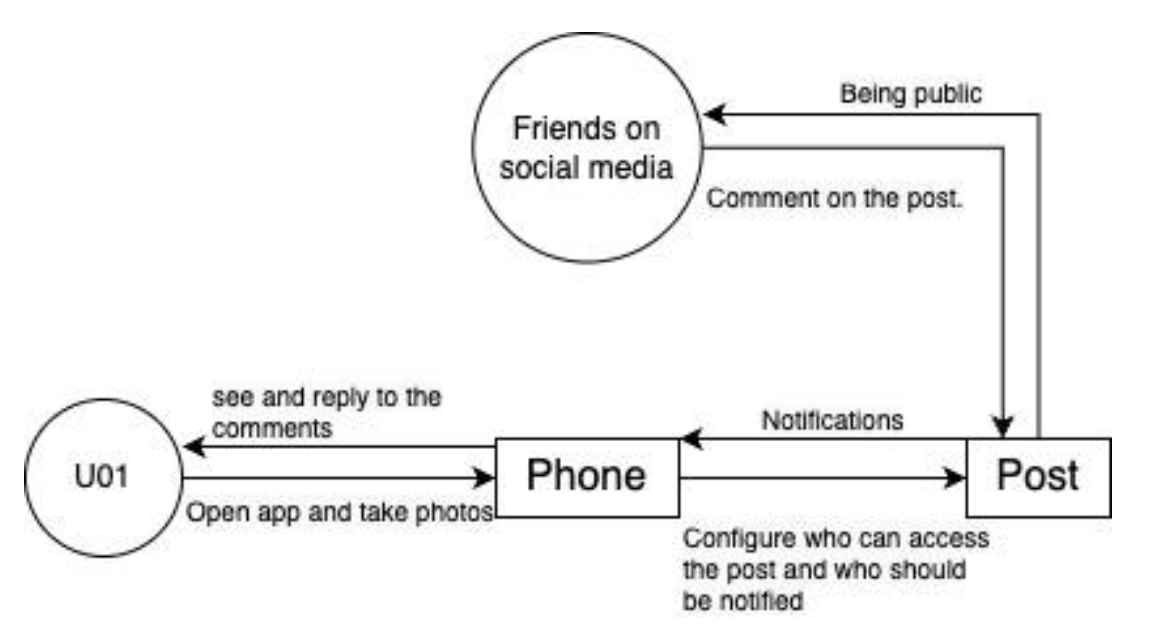 Being public
Friends on
social media
Comment on the post.
see and reply to the
comments
Notifications
U01
Phone
Post
Open app and take photos
Configure who can access
the post and who should
be notified